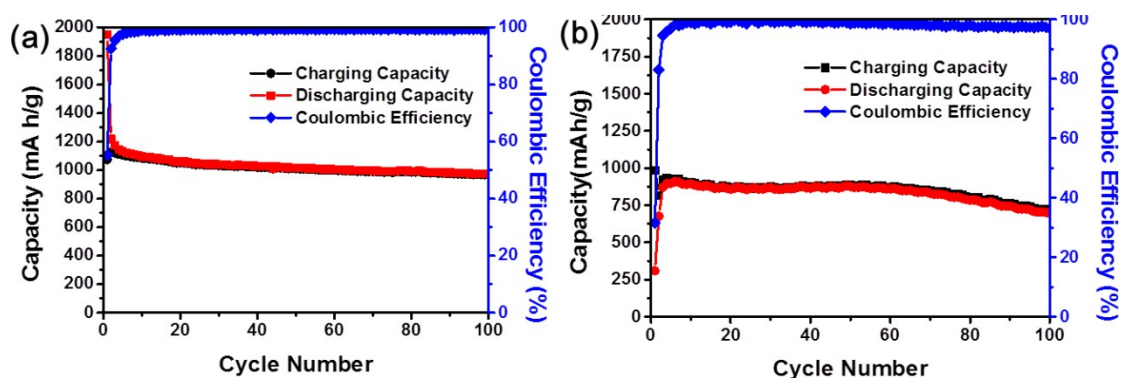 (a)
Capacity (mA h/g)
2000
1800
1600
1400
1200
1000
800
600
400
200
0
Charging Capacity
Discharging Capacity
Coulombic Efficiency
100
80
60
40
20
0
Coulombic Efficiency (%)
0 20 40 60 80 100
Cycle Number
(b)
Capacity(mAh/g)
2000
1750
1500
1250
1000
750
500
250
0
Charging Capacity
Discharging Capacity
Coulombic Efficiency
100
80
60
40
20
0
Coulombic Efficiency (%)
0 20 40 60 80 100
Cycle Number